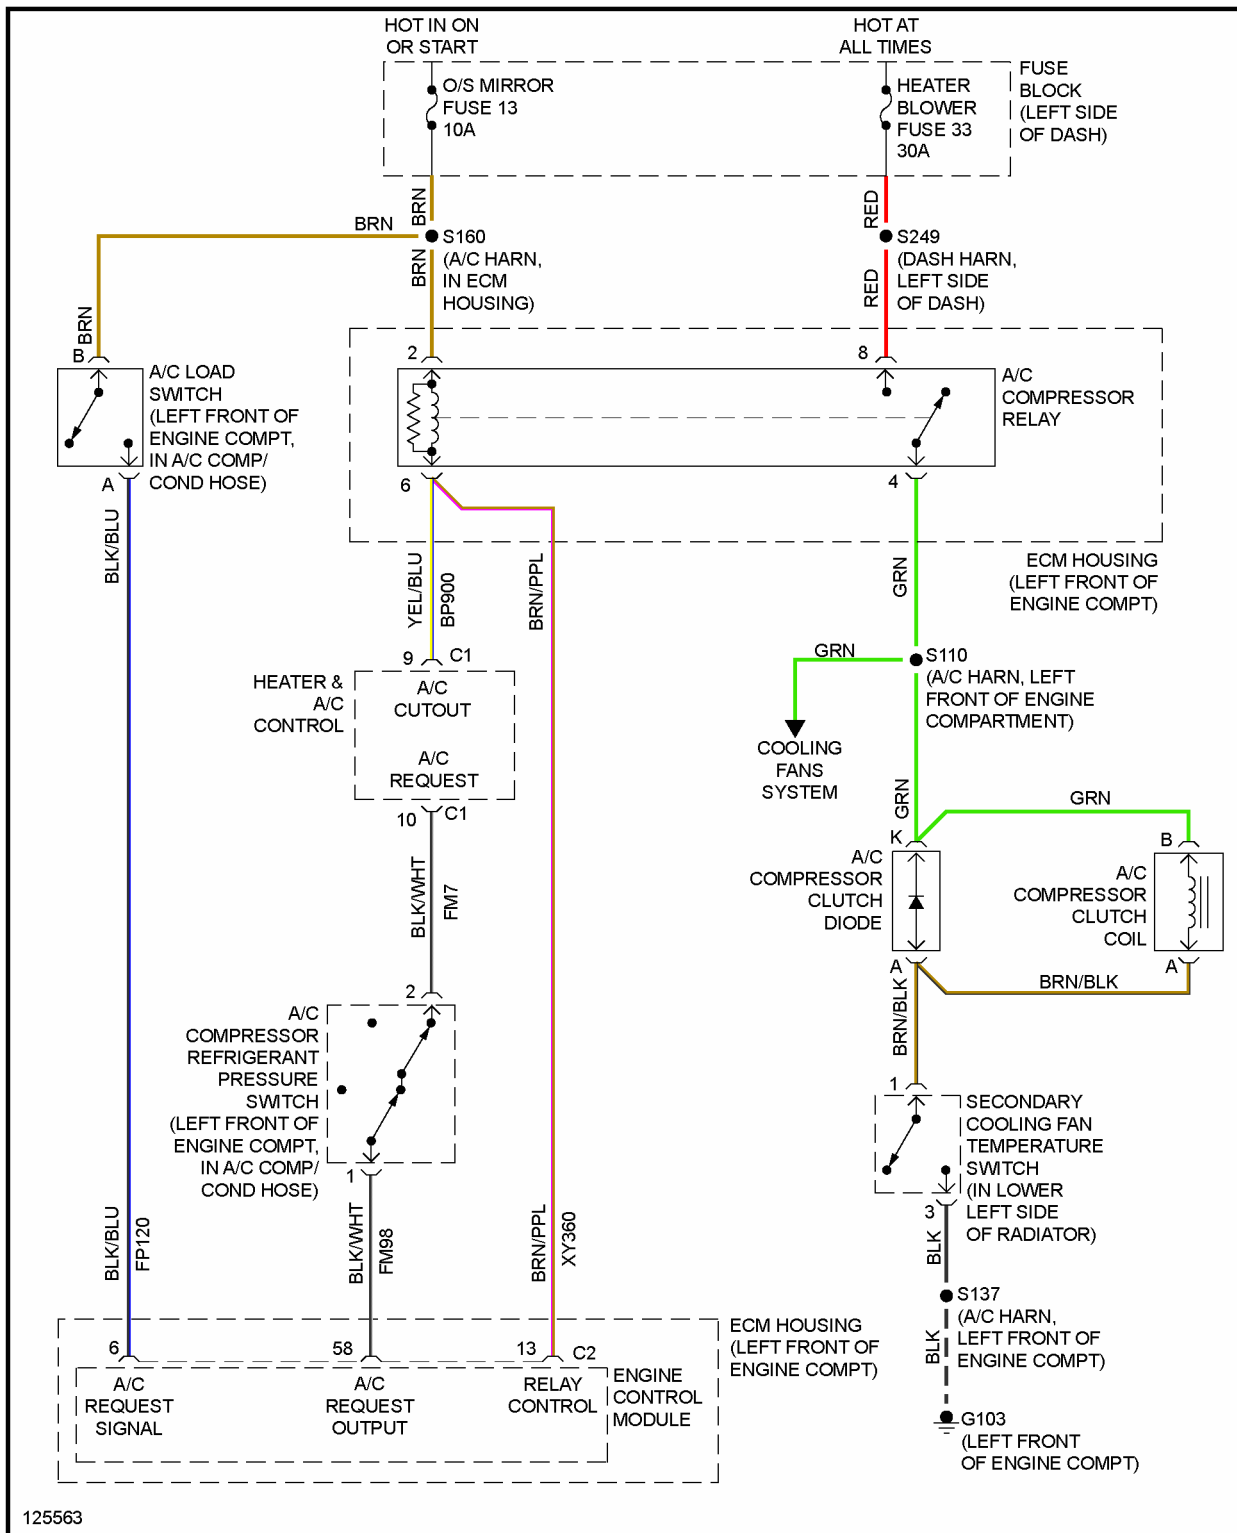 HOT IN ON
OR START
HOT AT
ALL TIMES
O/S MIRROR
FUSE 13
10A
HEATER
BLOWER
FUSE 33
30A
FUSE
BLOCK
(LEFT SIDE
OF DASH)
BRN
BRN
RED
S160
(A/C HARN,
IN ECM
HOUSING)
BRN
S249
(DASH HARN,
LEFT SIDE
OF DASH)
RED
BRN
B
2
8
A/C LOAD
SWITCH
(LEFT FRONT OF
ENGINE COMPT,
IN A/C COMP/
COND HOSE)
A/C
COMPRESSOR
RELAY
A
6
4
BLK/BLU
YEL/BLU
BP900
BRN/PPL
GRN
ECM HOUSING
(LEFT FRONT OF
ENGINE COMPT)
9
C1
HEATER &
A/C
CONTROL
A/C
CUTOUT
A/C
REQUEST
10
C1
GRN
S110
(A/C HARN, LEFT
FRONT OF ENGINE
COMPARTMENT)
COOLING
FANS
SYSTEM
GRN
GRN
K
B
A/C
COMPRESSOR
CLUTCH
DIODE
A/C
COMPRESSOR
CLUTCH
COIL
A
A
BLK/WHT
FM7
BRN/BLK
BRN/BLK
2
A/C
COMPRESSOR
REFRIGERANT
PRESSURE
SWITCH
(LEFT FRONT OF
ENGINE COMPT,
IN A/C COMP/
COND HOSE)
1
1
SECONDARY
COOLING FAN
TEMPERATURE
SWITCH
(IN LOWER
LEFT SIDE
OF RADIATOR)
3
BLK
BLK/BLU
FP120
BLK/WHT
FM98
BRN/PPL
XY360
S137
(A/C HARN,
LEFT FRONT OF
ENGINE COMPT)
BLK
G103
(LEFT FRONT
OF ENGINE COMPT)
ECM HOUSING
(LEFT FRONT OF
ENGINE COMPT)
6
58
13
C2
A/C
REQUEST
SIGNAL
A/C
REQUEST
OUTPUT
RELAY
CONTROL
ENGINE
CONTROL
MODULE
125563